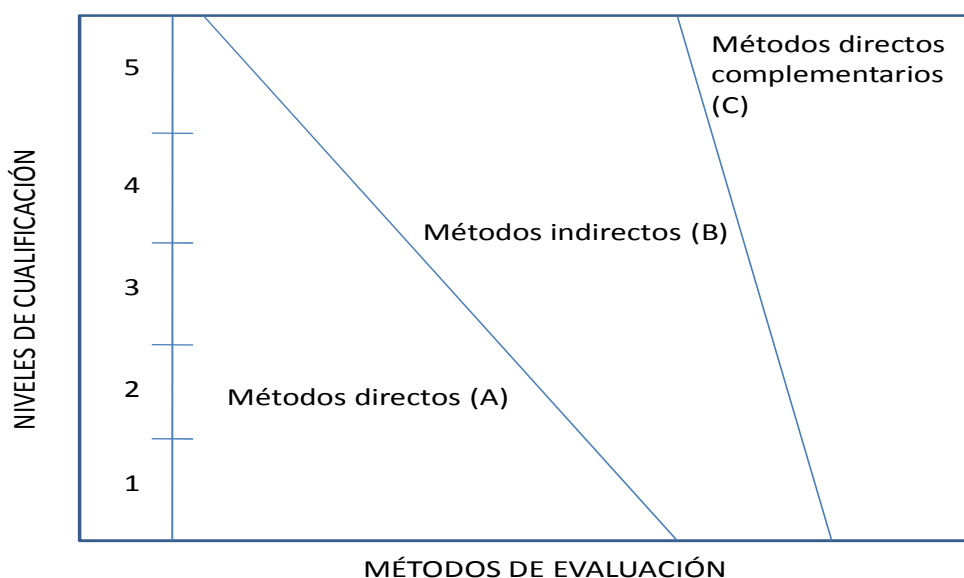 NIVELES DE CUALIFICACIÓN
5
4
3
2
1
Métodos directos
complementarios
(C)
Métodos indirectos (B)
Métodos directos (A)
MÉTODOS DE EVALUACIÓN